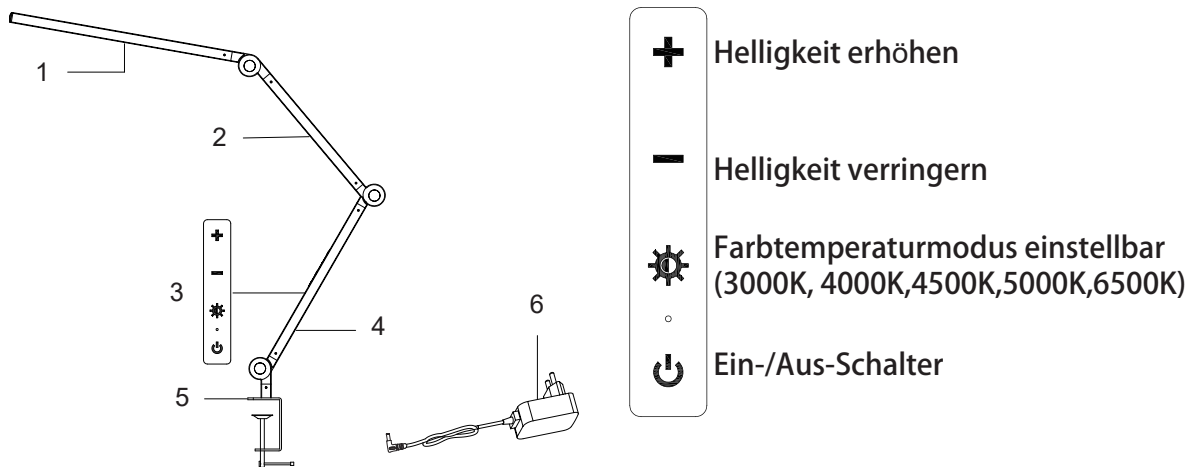 1
2
3
4
5
6
Helligkeit erhöhen
Helligkeit verringern
Farbtemperaturmodus einstellbar
(3000K, 4000K,4500K,5000K,6500K)
Ein-/Aus-Schalter